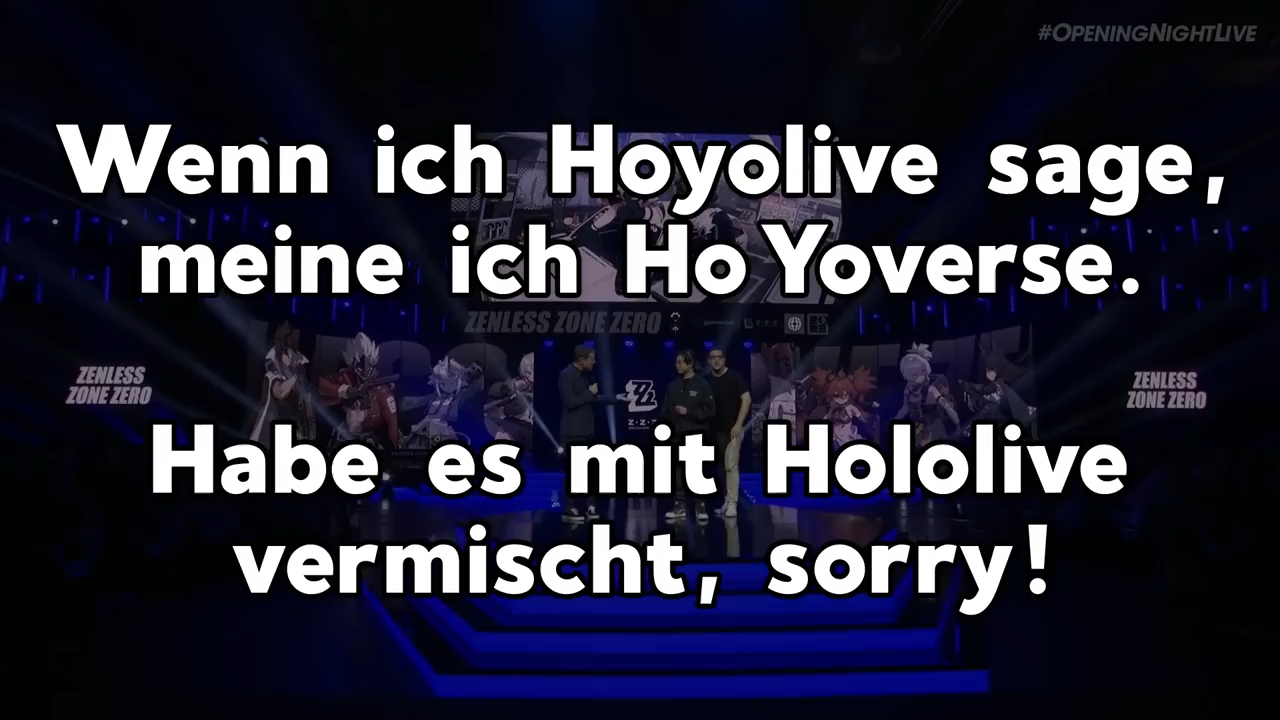 #OPENINGNIGHTLIVE
Wenn ich Hoyolive sage,
meine ich HoYoverse.
ZENLESS ZONE ZERO
ZENLESS
ZONE ZERO
ZENLESS
ZONE ZERO
Z·Z·Z
Habe es mit Hololive
vermischt, sorry!